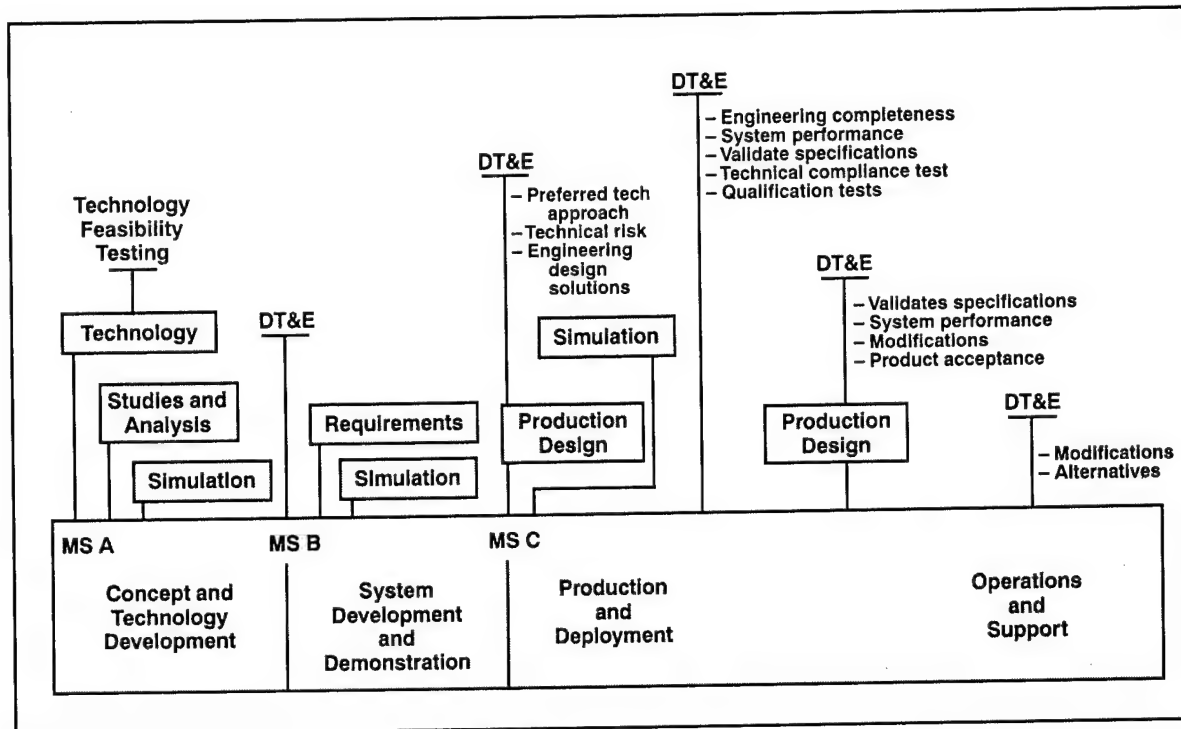 DT&E
– Engineering completeness
– System performance
– Validate specifications
– Technical compliance test
– Qualification tests
DT&E
– Preferred tech
approach
– Technical risk
– Engineering
design
solutions
Technology
Feasibility
Testing
DT&E
– Validates specifications
– System performance
– Modifications
– Product acceptance
Technology
DT&E
Simulation
Studies and
Analysis
Requirements
Production
Design
Production
Design
DT&E
– Modifications
– Alternatives
Simulation
Simulation
MS A
MS B
MS C
Concept and
Technology
Development
System
Development
and
Demonstration
Production
and
Deployment
Operations
and
Support